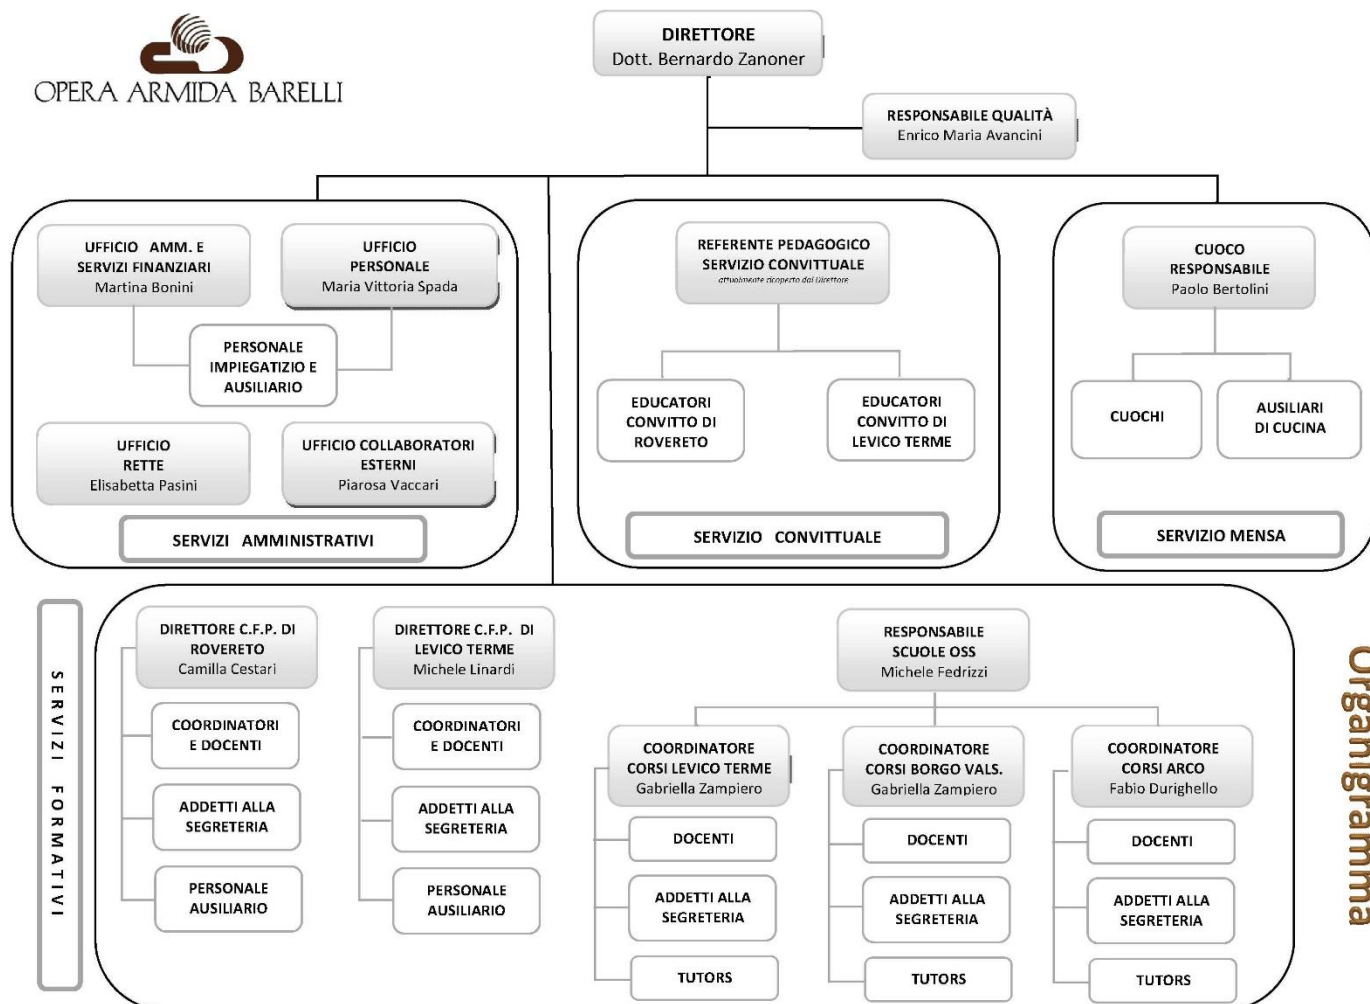 OPERA ARMIDA BARELLI
DIRETTORE
Dott. Bernardo Zanoner
RESPONSABILE QUALITÀ
Enrico Maria Avancini
UFFICIO AMM. E
SERVIZI FINANZIARI
Martina Bonini
UFFICIO
PERSONALE
Maria Vittoria Spada
PERSONALE
IMPIEGATIZIO E
AUSILIARIO
UFFICIO
RETTE
Elisabetta Pasini
UFFICIO COLLABORATORI
ESTERNI
Piarosa Vaccari
SERVIZI AMMINISTRATIVI
REFERENTE PEDAGOGICO
SERVIZIO CONVITTUALE
attualmente ricoperto dal Direttore
EDUCATORI
CONVITTO DI
ROVERETO
EDUCATORI
CONVITTO DI
LEVICO TERME
SERVIZIO CONVITTUALE
CUOCO
RESPONSABILE
Paolo Bertolini
CUOCHI
AUSILIARI
DI CUCINA
SERVIZIO MENSA
SERVIZI FORMATIVI
DIRETTORE C.F.P. DI
ROVERETO
Camilla Cestari
COORDINATORI
E DOCENTI
ADDETTI ALLA
SEGRETERIA
PERSONALE
AUSILIARIO
DIRETTORE C.F.P. DI
LEVICO TERME
Michele Linardi
COORDINATORI
E DOCENTI
ADDETTI ALLA
SEGRETERIA
PERSONALE
AUSILIARIO
RESPONSABILE
SCUOLE OSS
Michele Fedrizzi
COORDINATORE
CORSI LEVICO TERME
Gabriella Zampiero
DOCENTI
ADDETTI ALLA
SEGRETERIA
TUTORS
COORDINATORE
CORSI BORGO VALS.
Gabriella Zampiero
DOCENTI
ADDETTI ALLA
SEGRETERIA
TUTORS
COORDINATORE
CORSI ARCO
Fabio Durighello
DOCENTI
ADDETTI ALLA
SEGRETERIA
TUTORS
Organigramma